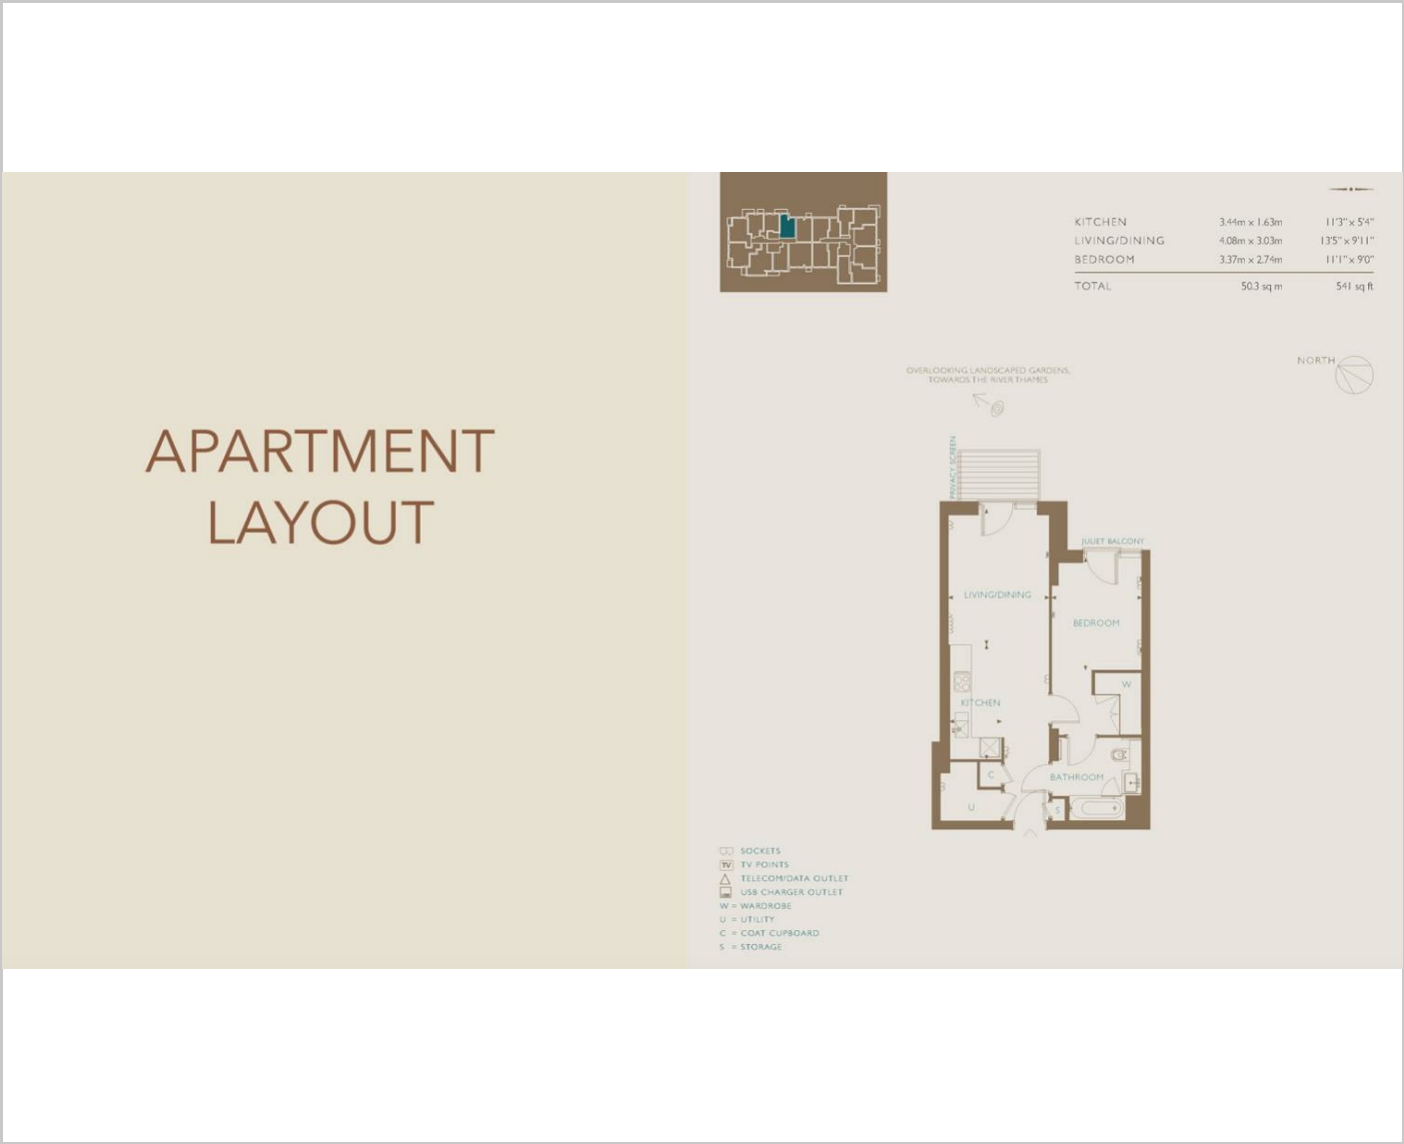 APARTMENT
LAYOUT
KITCHEN 3.44m x 1.63m 11'3" x 5'4"
LIVING/DINING 4.08m x 3.03m 13'5" x 9'11"
BEDROOM 3.37m x 2.74m 11'1" x 9'0"
TOTAL 50.3 sq m 541 sq ft
NORTH
OVERLOOKING LANDSCAPED GARDENS,
TOWARDS THE RIVER THAMES
PRIVACY SCREEN
JULIET BALCONY
LIVING/DINING
BEDROOM
W
KITCHEN
C
BATHROOM
U
S
SOCKETS
TV TV POINTS
TELECOM/DATA OUTLET
USB CHARGER OUTLET
W = WARDROBE
U = UTILITY
C = COAT CUPBOARD
S = STORAGE